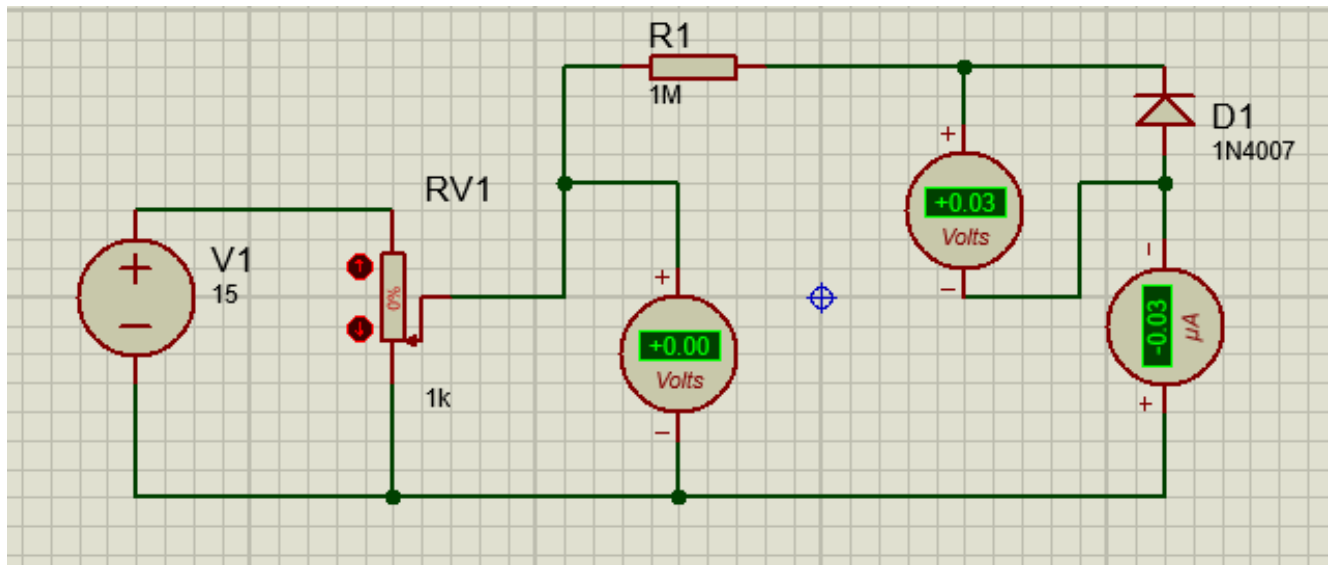 R1
1M
D1
1N4007
RV1
+0.03
Volts
V1
15
0%
-0.03
µA
+0.00
Volts
1k